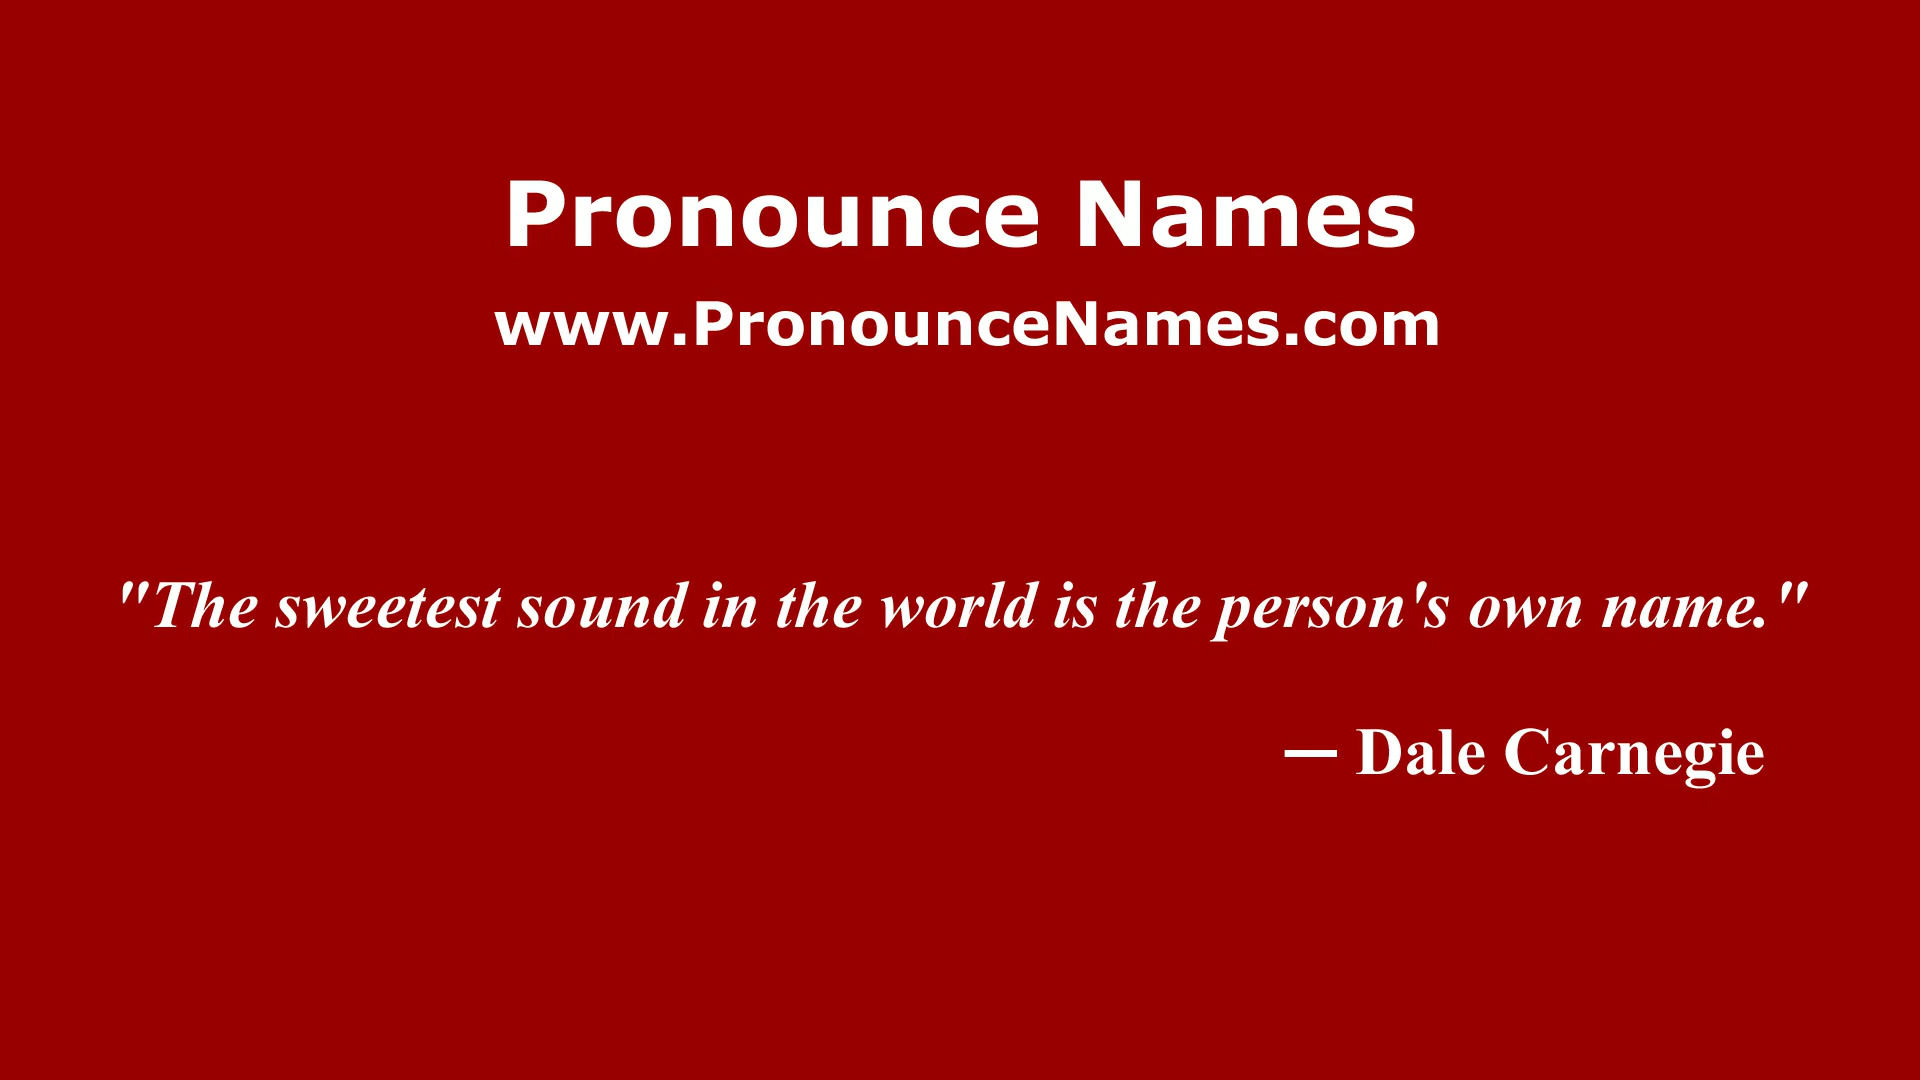 Pronounce Names
www.PronounceNames.com
"The sweetest sound in the world is the person's own name."
— Dale Carnegie